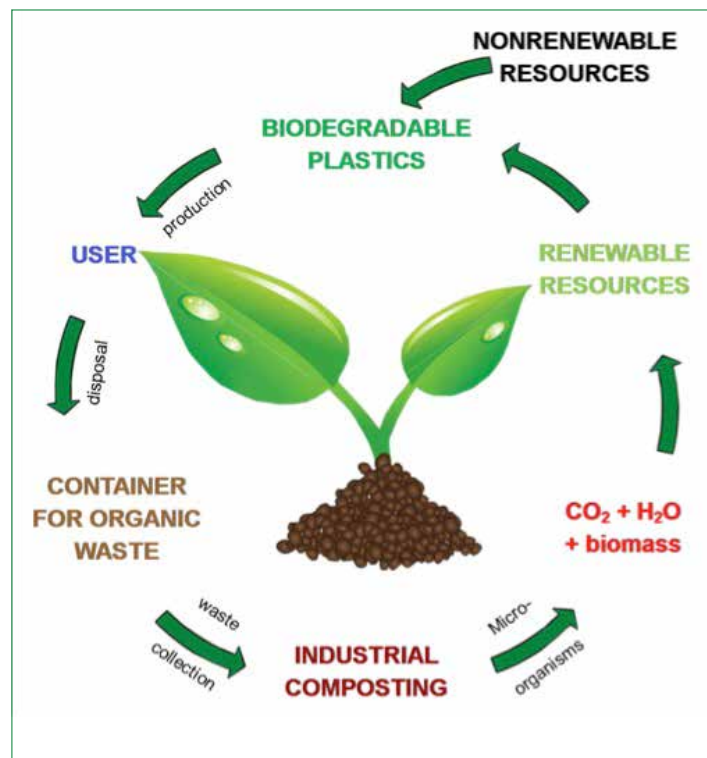 NONRENEWABLE
RESOURCES
BIODEGRADABLE
PLASTICS
production
USER
RENEWABLE
RESOURCES
disposal
CONTAINER
FOR ORGANIC
WASTE
CO₂ + H₂O
+ biomass
waste
collection
INDUSTRIAL
COMPOSTING
Micro-
organisms